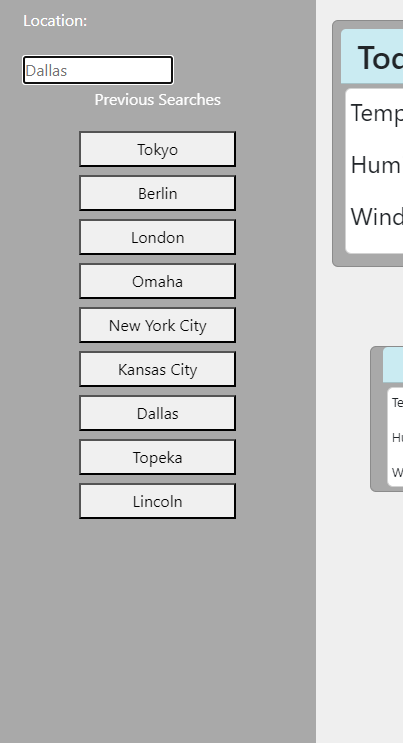 Location:
Dallas
Previous Searches
Tokyo
Berlin
London
Omaha
New York City
Kansas City
Dallas
Topeka
Lincoln
Tod
Temp
Hum
Wind
Te
Hu
W